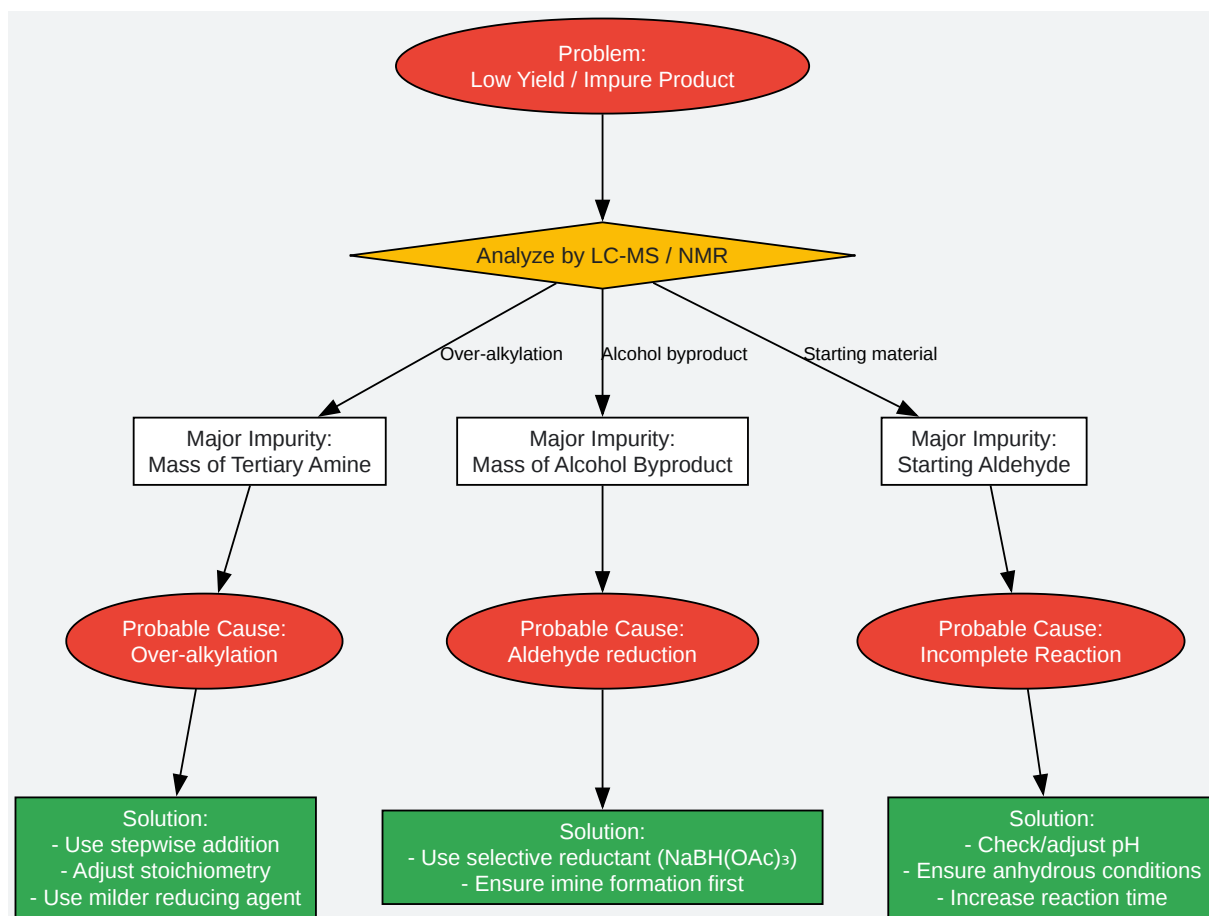 Problem:
Low Yield / Impure Product
Analyze by LC-MS / NMR
Over-alkylation
Alcohol byproduct
Starting material
Major Impurity:
Mass of Tertiary Amine
Major Impurity:
Mass of Alcohol Byproduct
Major Impurity:
Starting Aldehyde
Probable Cause:
Over-alkylation
Probable Cause:
Aldehyde reduction
Probable Cause:
Incomplete Reaction
Solution:
- Use stepwise addition
- Adjust stoichiometry
- Use milder reducing agent
Solution:
- Use selective reductant (NaBH(OAc)₃)
- Ensure imine formation first
Solution:
- Check/adjust pH
- Ensure anhydrous conditions
- Increase reaction time